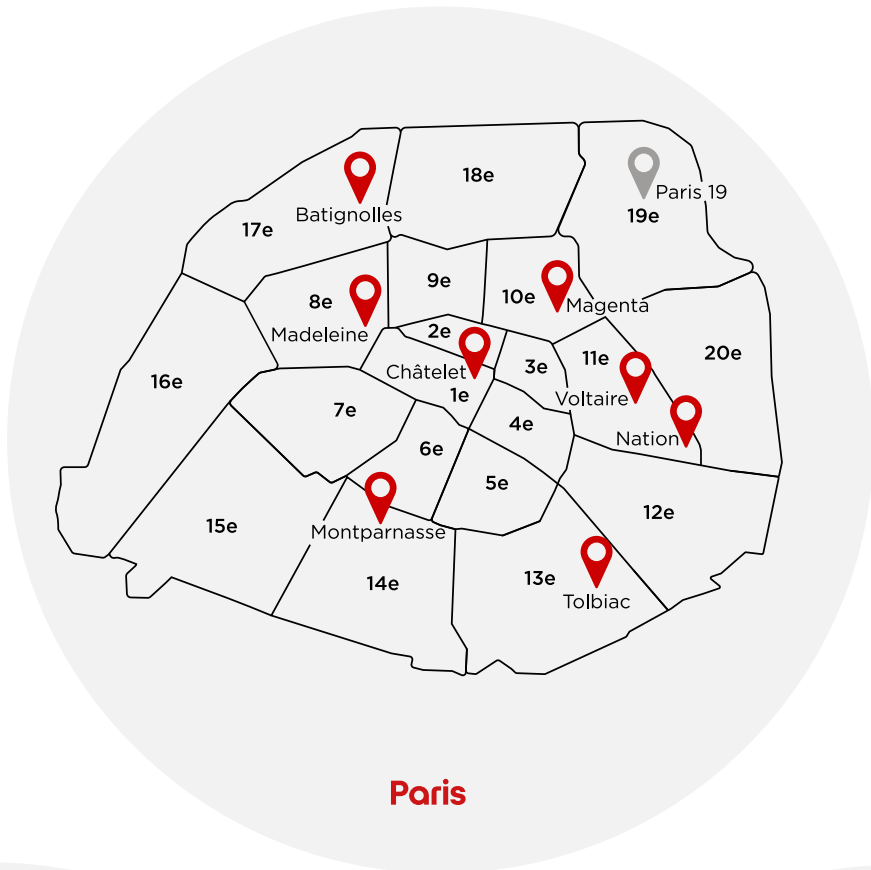 18e
Paris 19
Batignolles
19e
17e
9e
10e
8e
Magenta
Madeleine
2e
11e
20e
3e
Châtelet
16e
1e
Voltaire
7e
4e
Nation
6e
5e
12e
15e
Montparnasse
14e
13e
Tolbiac
Paris